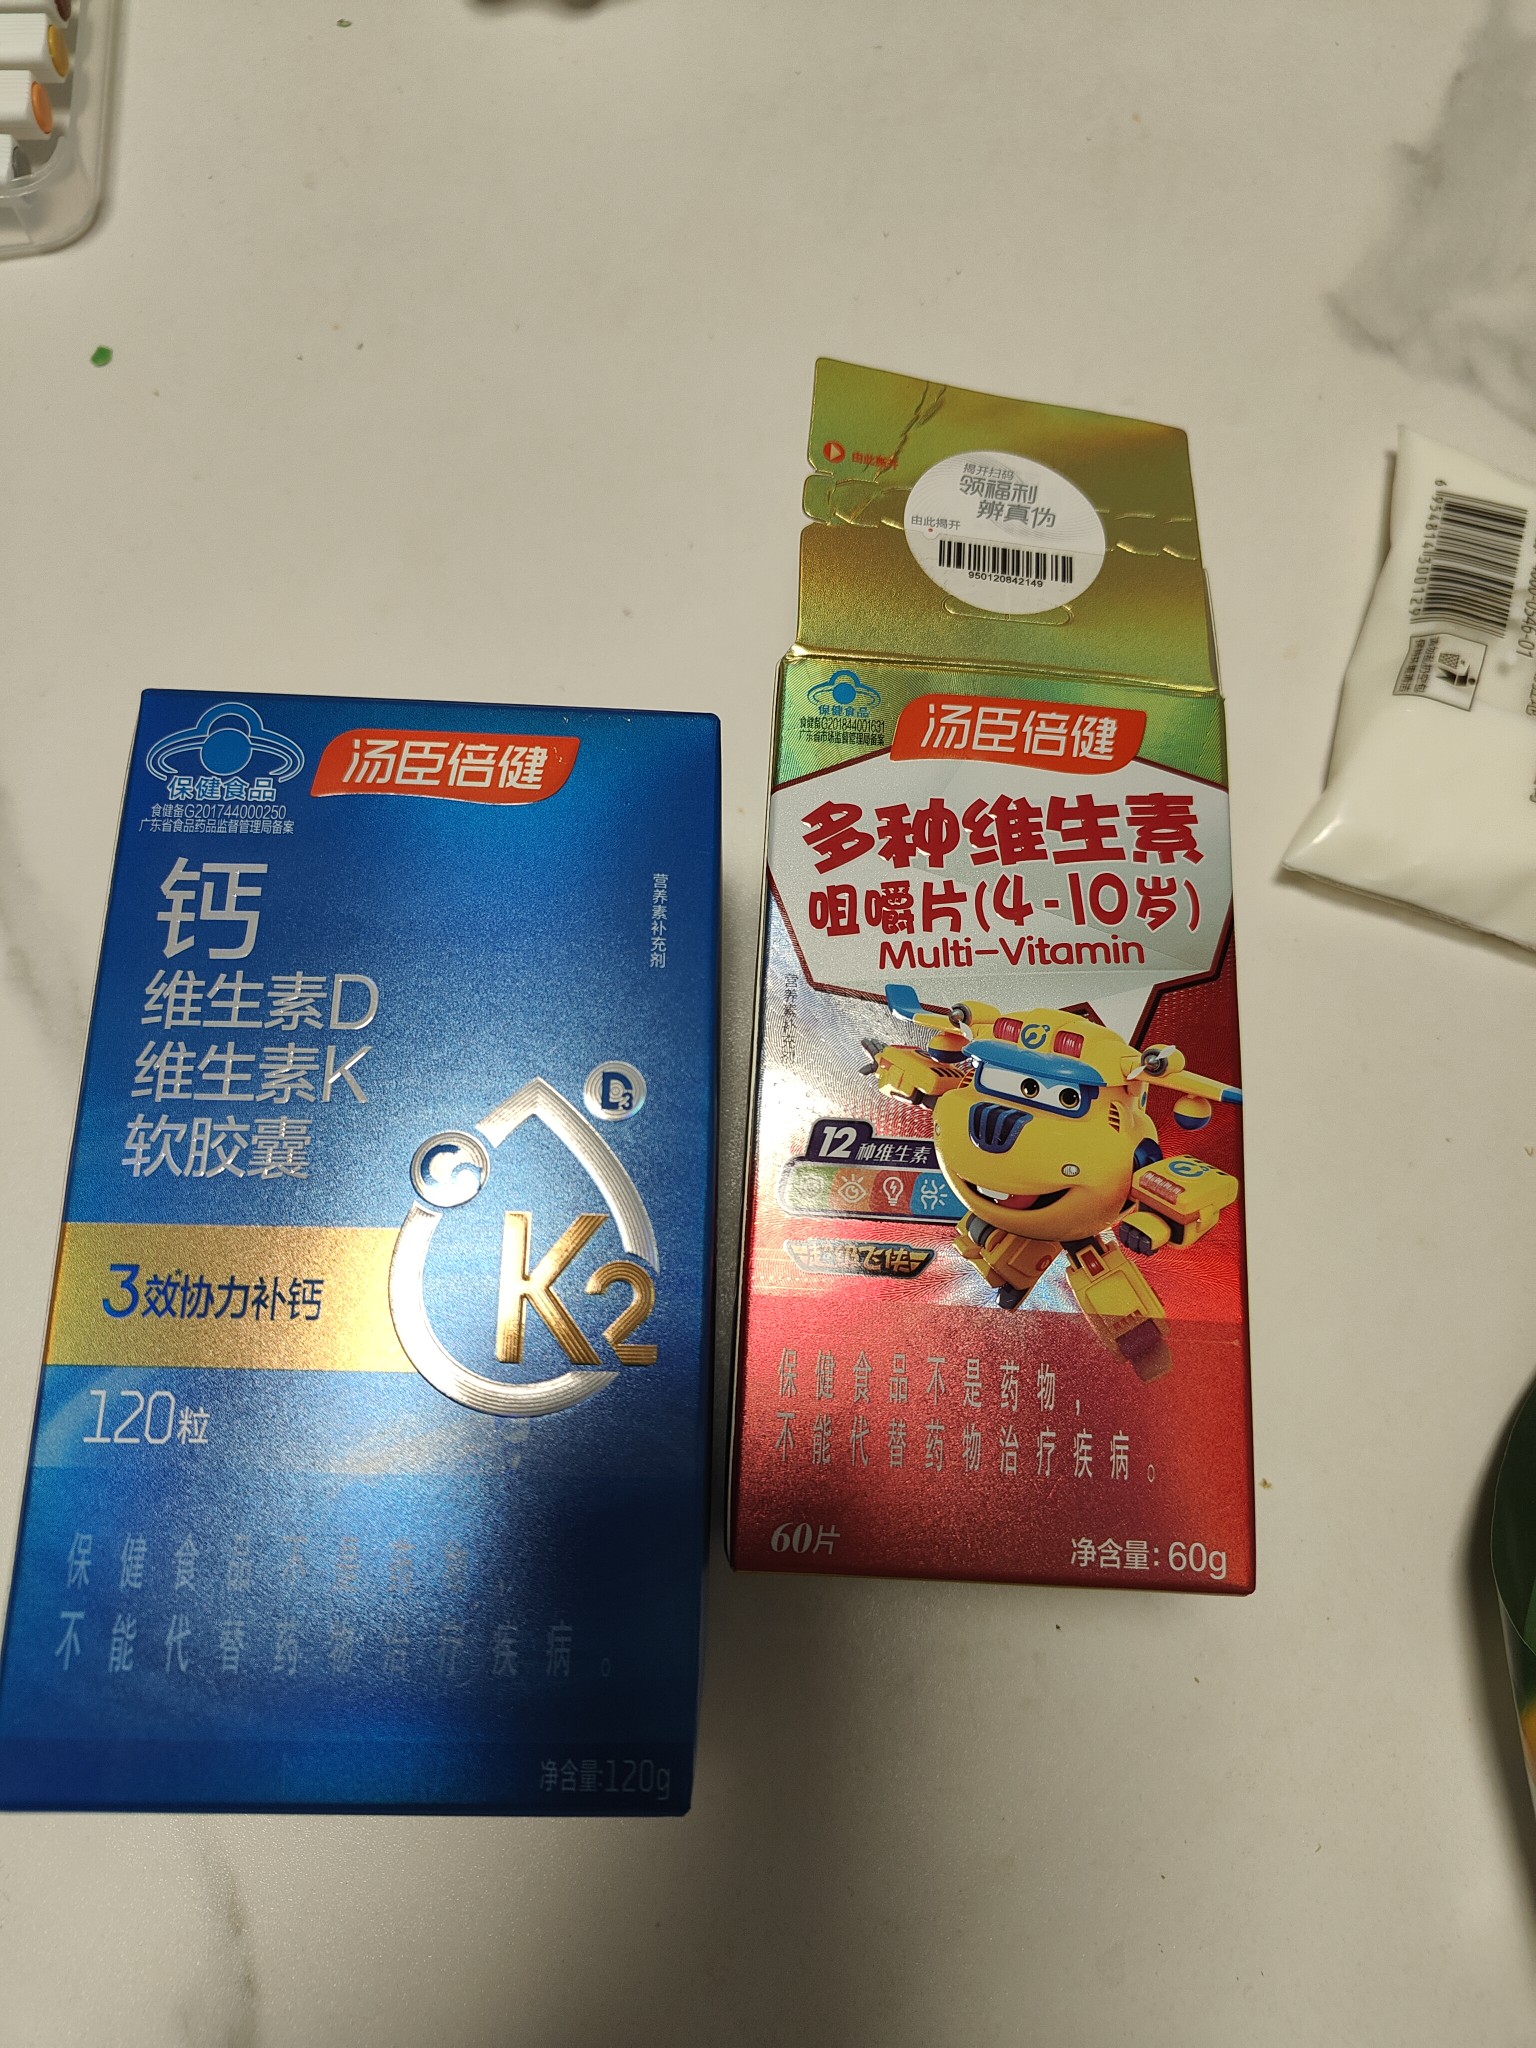 保健食品
食健备G201744000250
广东省食品药品监督管理局备案
汤臣倍健
钙
维生素D
维生素K
软胶囊
营养素补充剂
D3
K2
3效协力补钙
120粒
保健食品不是药物，
不能代替药物治疗疾病。
净含量:120g
由此撕开
揭开扫码
领福利
辨真伪
由此揭开
950120842149
保健食品
食健备G201844001631
广东省市场监督管理局备案
汤臣倍健
多种维生素
咀嚼片(4-10岁)
Multi-Vitamin
营养素补充剂
12种维生素
超级飞侠
保健食品不是药物，
不能代替药物治疗疾病。
60片
净含量: 60g
6954814300129